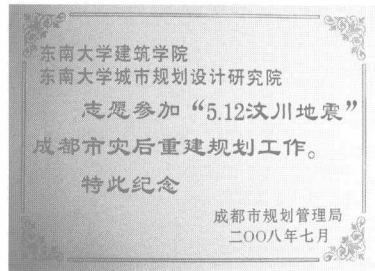 东南大学建筑学院
东南大学城市规划设计研究院
志愿参加“5.12汶川地震”
成都市灾后重建规划工作。
特此纪念
成都市规划管理局
二〇〇八年七月